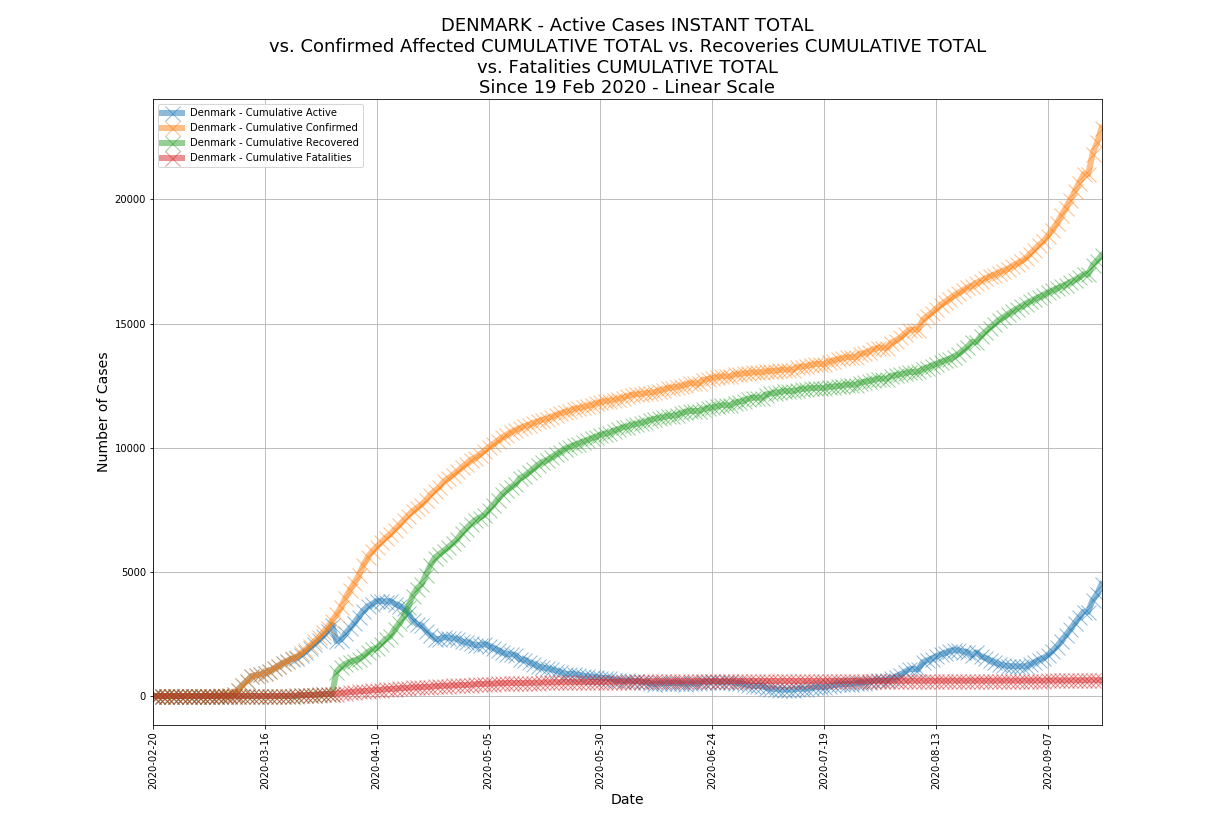 DENMARK - Active Cases INSTANT TOTAL
vs. Confirmed Affected CUMULATIVE TOTAL vs. Recoveries CUMULATIVE TOTAL
vs. Fatalities CUMULATIVE TOTAL
Since 19 Feb 2020 - Linear Scale
Denmark - Cumulative Active
Denmark - Cumulative Confirmed
Denmark - Cumulative Recovered
Denmark - Cumulative Fatalities
Number of Cases
20000
15000
10000
5000
0
2020-02-20
2020-03-16
2020-04-10
2020-05-05
2020-05-30
2020-06-24
2020-07-19
2020-08-13
2020-09-07
Date